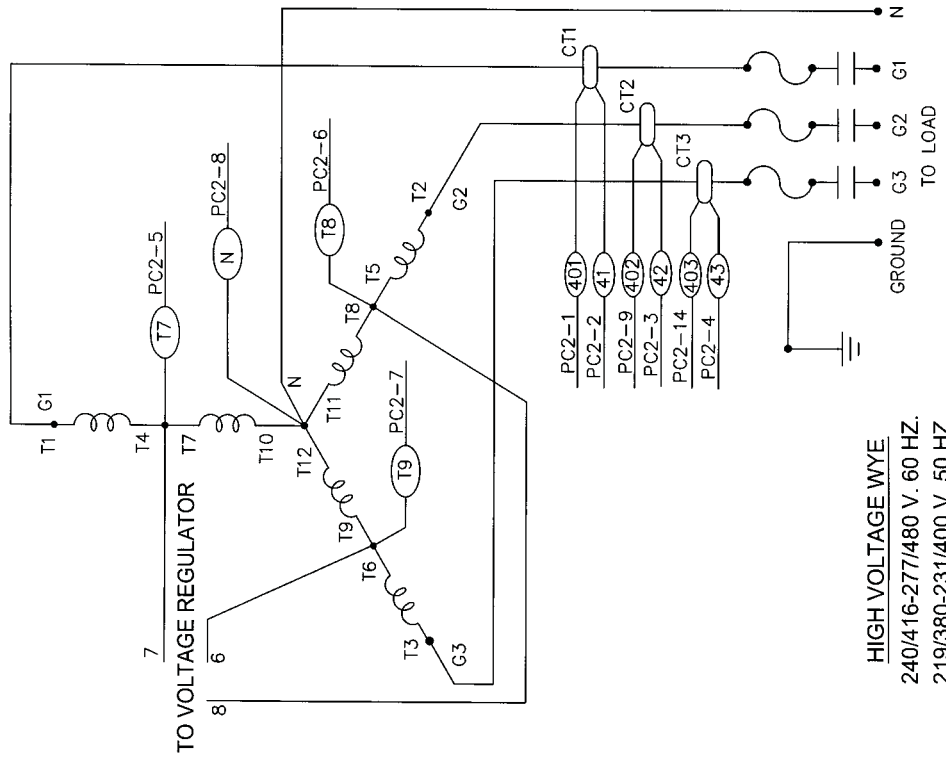 N
G1
G2
G3
TO LOAD
GROUND
CT1
CT2
CT3
401
41
402
42
403
43
PC2-1
PC2-2
PC2-9
PC2-3
PC2-14
PC2-4
PC2-8
N
PC2-6
T8
PC2-5
T7
PC2-7
T9
G1
T1
T4
T7
T10
T12
T11
N
T8
T5
T2
G2
T9
T6
T3
G3
7
TO VOLTAGE REGULATOR
6
8
HIGH VOLTAGE WYE
240/416-277/480 V. 60 HZ.
219/380-231/400 V. 50 HZ.